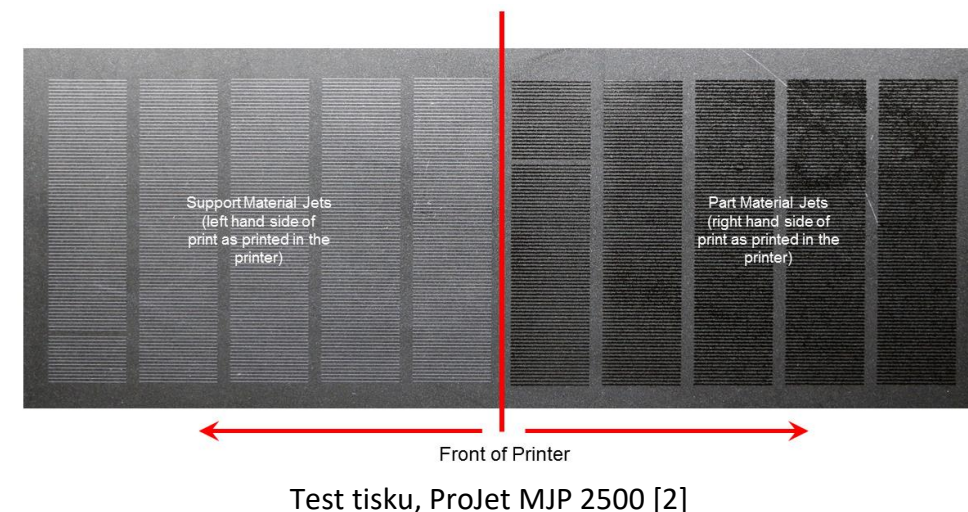 Support Material Jets
(left hand side of
print as printed in the
printer)
Part Material Jets
(right hand side of
print as printed in the
printer)
Front of Printer
Test tisku, ProJet MJP 2500 [2]